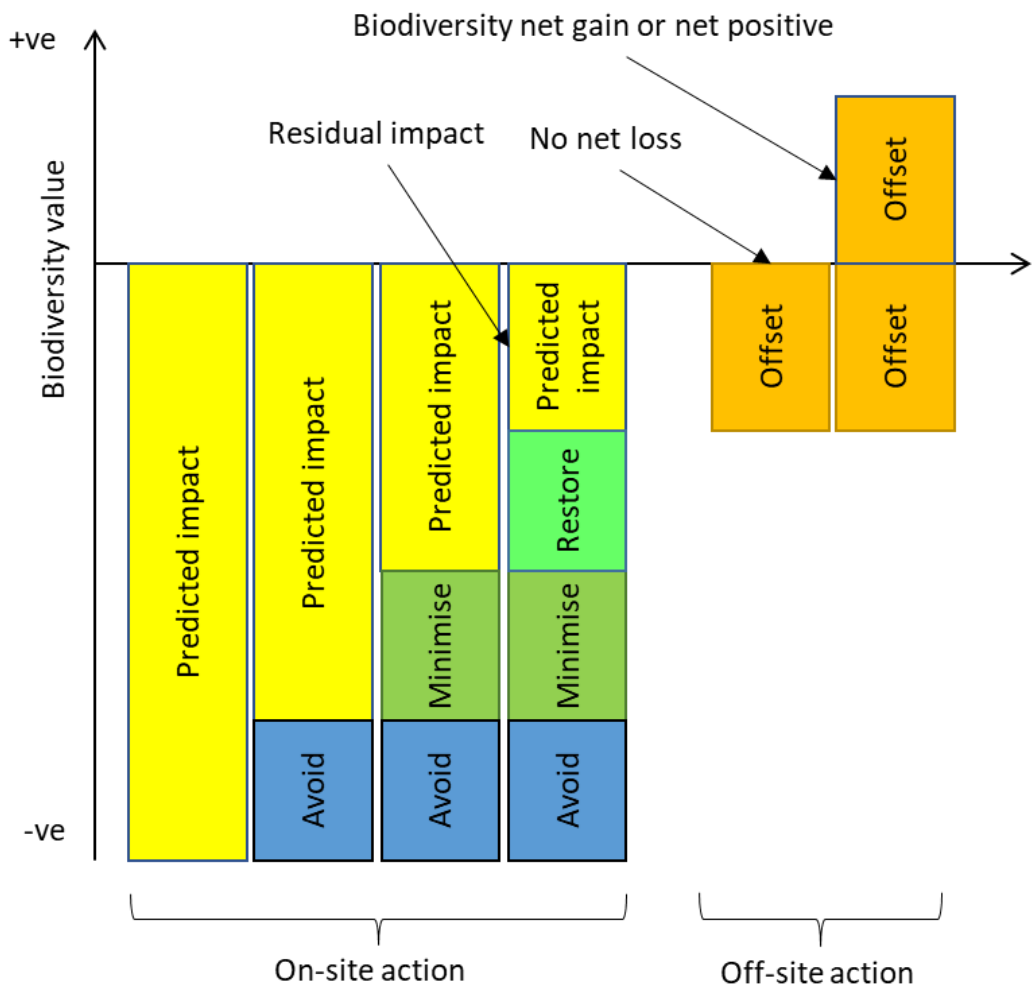 Biodiversity net gain or net positive
+ve
Residual impact
No net loss
Biodiversity value
Offset
Predicted impact
Predicted impact
Predicted impact
Predicted
impact
Offset
Offset
Restore
Minimise
Minimise
Avoid
Avoid
Avoid
-ve
On-site action
Off-site action